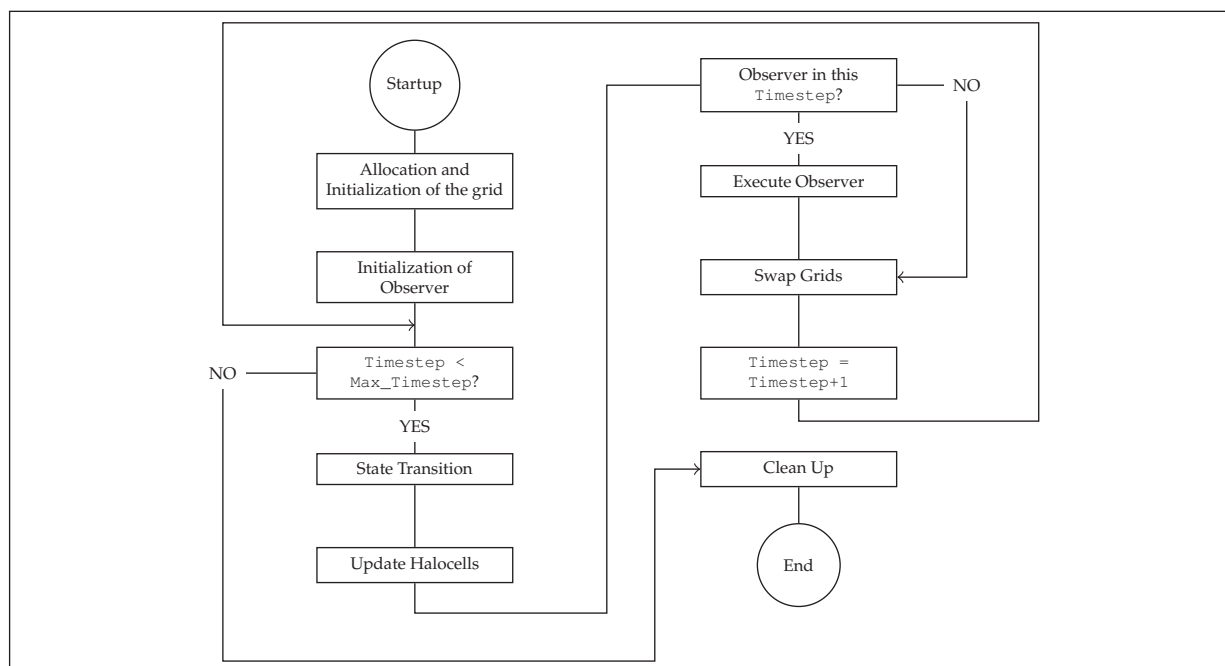 Startup
Allocation and
Initialization of the grid
Initialization of
Observer
Timestep <
Max_Timestep?
NO
YES
State Transition
Update Halocells
Observer in this
Timestep?
NO
YES
Execute Observer
Swap Grids
Timestep =
Timestep+1
Clean Up
End